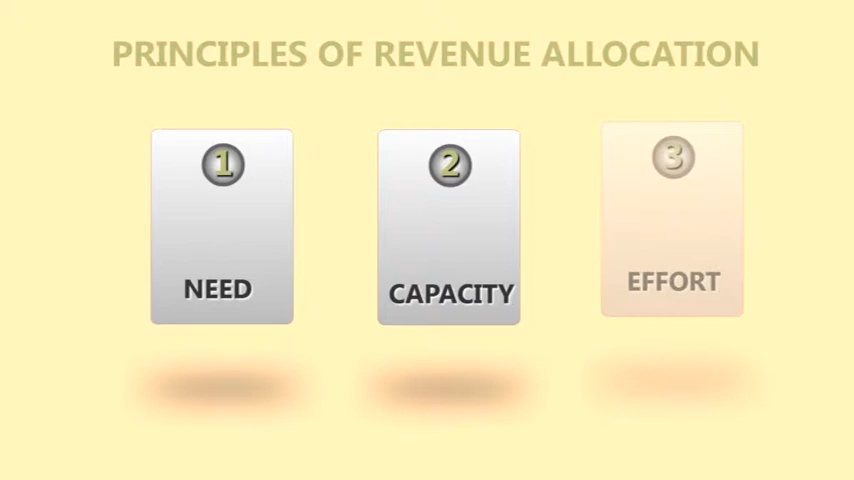 PRINCIPLES OF REVENUE ALLOCATION
1
2
3
NEED
CAPACITY
EFFORT